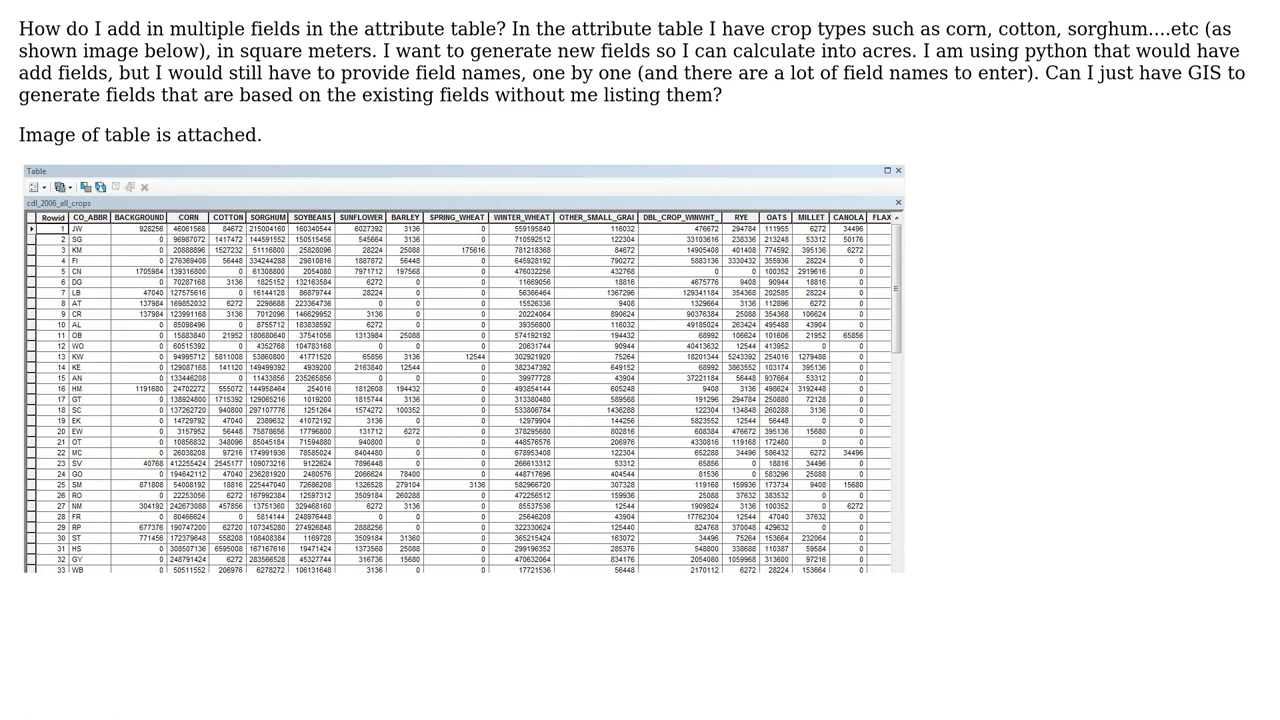 How do I add in multiple fields in the attribute table? In the attribute table I have crop types such as corn, cotton, sorghum....etc (as
shown image below), in square meters. I want to generate new fields so I can calculate into acres. I am using python that would have
add fields, but I would still have to provide field names, one by one (and there are a lot of field names to enter). Can I just have GIS to
generate fields that are based on the existing fields without me listing them?
Image of table is attached.
Table
cdl_2006_all_crops
Rowid CO_ABBR BACKGROUND CORN COTTON SORGHUM SOYBEANS SUNFLOWER BARLEY SPRING_WHEAT WINTER_WHEAT OTHER_SMALL_GRAI DBL_CROP_WINWHT_ RYE OATS MILLET CANOLA FLAX
1 JW 928256 46061568 84672 215004160 160340544 6027392 3136 0 559195840 116032 476672 294784 111955 6272 34496
2 SG 0 96987072 1417472 144591552 150515456 545664 3136 0 710592512 122304 33103616 238336 213248 53312 50176
3 KM 0 20888896 1527232 51116800 25828096 28224 25088 175616 781218368 84672 14905408 401408 774592 395136 6272
4 FI 0 276369408 56448 334244288 29810816 1887872 56448 0 645928192 790272 5883136 3330432 355936 28224 0
5 CN 1705984 139316800 0 61308800 2054080 7971712 197568 0 476032256 432768 0 0 100352 2919616 0
6 DG 0 70287168 3136 1825152 132163584 6272 0 0 11669056 18816 4675776 9408 90944 18816 0
7 LB 47040 127575616 0 16144128 86879744 28224 0 0 56366464 1367296 129341184 354368 202585 28224 0
8 AT 137984 169852032 6272 2298688 223364736 0 0 0 15526336 9408 1329664 3136 112896 6272 0
9 CR 137984 123991168 3136 7012096 146629952 3136 0 0 20224064 890624 90376384 25088 354368 106624 0
10 AL 0 85098496 0 8755712 183838592 6272 0 0 39356800 116032 49185024 263424 495488 43904 0
11 OB 0 15883840 21952 180680640 37541056 1313984 25088 0 574192192 194432 68992 106624 101606 21952 65856
12 WO 0 60515392 0 4352768 104783168 0 0 0 20631744 90944 40413632 12544 413952 0 0
13 KW 0 94995712 5811008 53860800 41771520 65856 3136 12544 302921920 75264 18201344 5243392 254016 1279488 0
14 KE 0 129087168 141120 149499392 4939200 2163840 12544 0 382347392 649152 68992 3863552 103174 395136 0
15 AN 0 133446208 0 11433856 235265856 0 0 0 39977728 43904 37221184 56448 937664 53312 0
16 HM 1191680 24702272 555072 144958464 254016 1812608 194432 0 493854144 605248 9408 3136 498624 3192448 0
17 GT 0 138924800 1715392 129065216 1019200 1815744 3136 0 313380480 589568 191296 294784 250880 72128 0
18 SC 0 137262720 940800 297107776 1251264 1574272 100352 0 533806784 1436288 122304 134848 260288 3136 0
19 EK 0 14729792 47040 2389632 41072192 3136 0 0 12979904 144256 5823552 12544 56448 0 0
20 EW 0 3157952 56448 75878656 17796800 131712 6272 0 378295680 802816 608384 476672 395136 15680 0
21 OT 0 10856832 348096 85045184 71594880 940800 0 0 448576576 206976 4330816 119168 172480 0 0
22 MC 0 26038208 97216 174991936 78585024 8404480 0 0 678953408 122304 652288 34496 586432 6272 34496
23 SV 40768 412255424 2545177 109073216 9122624 7896448 0 0 266613312 53312 65856 0 18816 34496 0
24 GO 0 194642112 47040 236281920 2480576 2066624 78400 0 448717696 404544 81536 0 583296 25088 0
25 SM 871808 54008192 18816 225447040 72686208 1326528 279104 3136 582966720 307328 119168 159936 173734 9408 15680
26 RO 0 22253056 6272 167992384 12597312 3509184 260288 0 472256512 159936 25088 37632 383532 0 0
27 NM 304192 242673088 457856 13751360 329468160 6272 3136 0 85537536 125440 1909824 3136 100352 0 6272
28 FR 0 80466624 0 5814144 248976448 0 0 0 25646208 43904 17762304 12544 47040 37632 0
29 RP 677376 190747200 62720 107345280 274926848 2888256 0 0 322330624 125440 824768 370048 429632 0 0
30 ST 771456 172379648 558208 108408384 1169728 3509184 31360 0 365215424 163072 34496 75264 153664 232064 0
31 HS 0 308507136 6595008 167167616 19471424 1373568 25088 0 299196352 285376 548800 338688 110387 59584 0
32 GY 0 248791424 6272 283566528 45327744 316736 15680 0 470632064 834176 2054080 1059968 313600 97216 0
33 WB 0 50511552 206976 6278272 106131648 3136 0 0 17721536 56448 2170112 6272 28224 153664 0